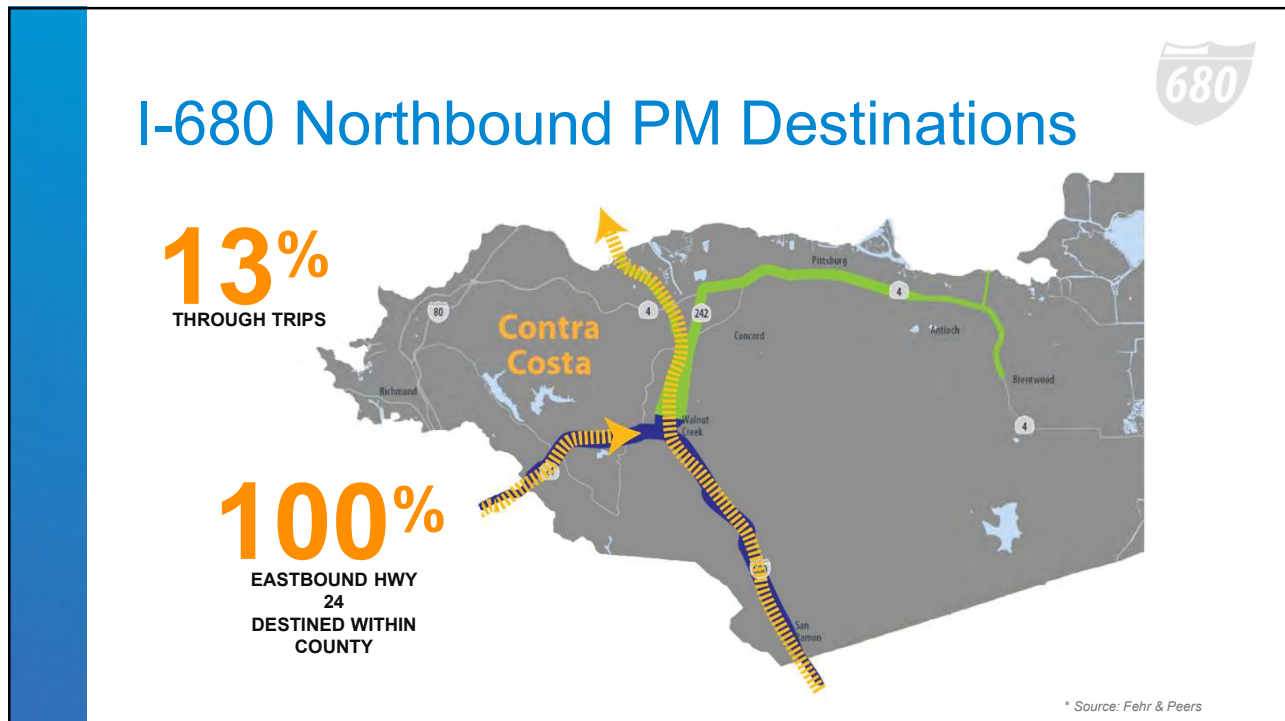 680
I-680 Northbound PM Destinations
13%
THROUGH TRIPS
100%
EASTBOUND HWY
24
DESTINED WITHIN
COUNTY
Contra
Costa
80
4
242
Pittsburg
4
Concord
Antioch
Richmond
Brentwood
Walnut
Creek
4
San
* Source: Fehr & Peers